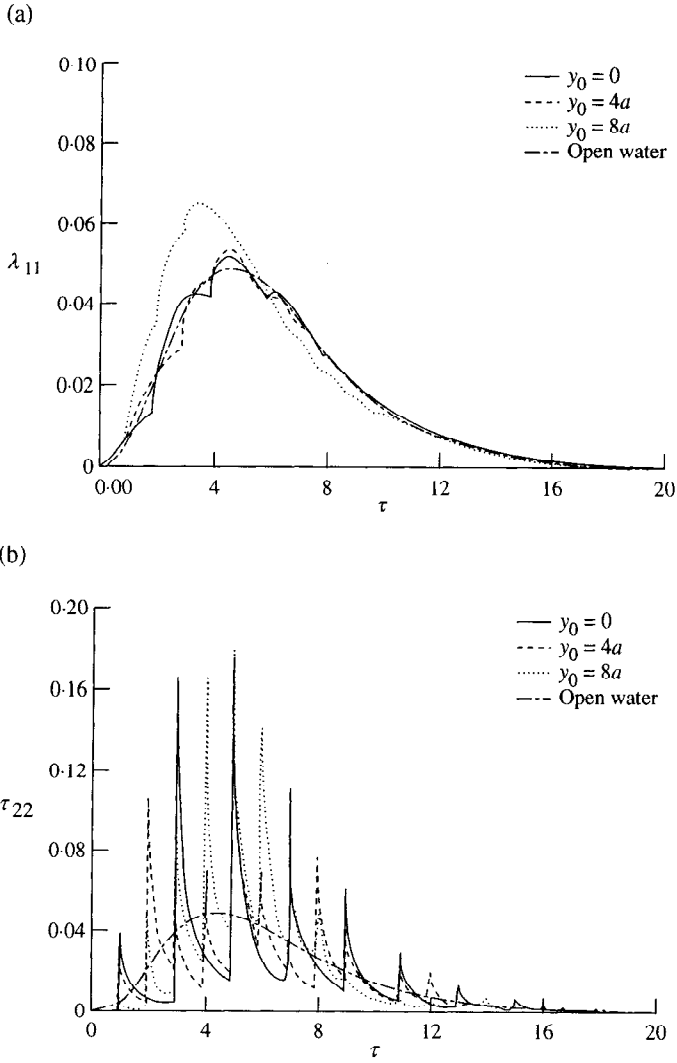 (a)
0·10
0·08
0·06
λ11
0·04
0·02
0
0·00
4
8
12
16
20
τ
y0 = 0
y0 = 4a
y0 = 8a
Open water
(b)
0·20
0·16
0·12
τ22
0·08
0·04
0
0
4
8
12
16
20
τ
y0 = 0
y0 = 4a
y0 = 8a
Open water